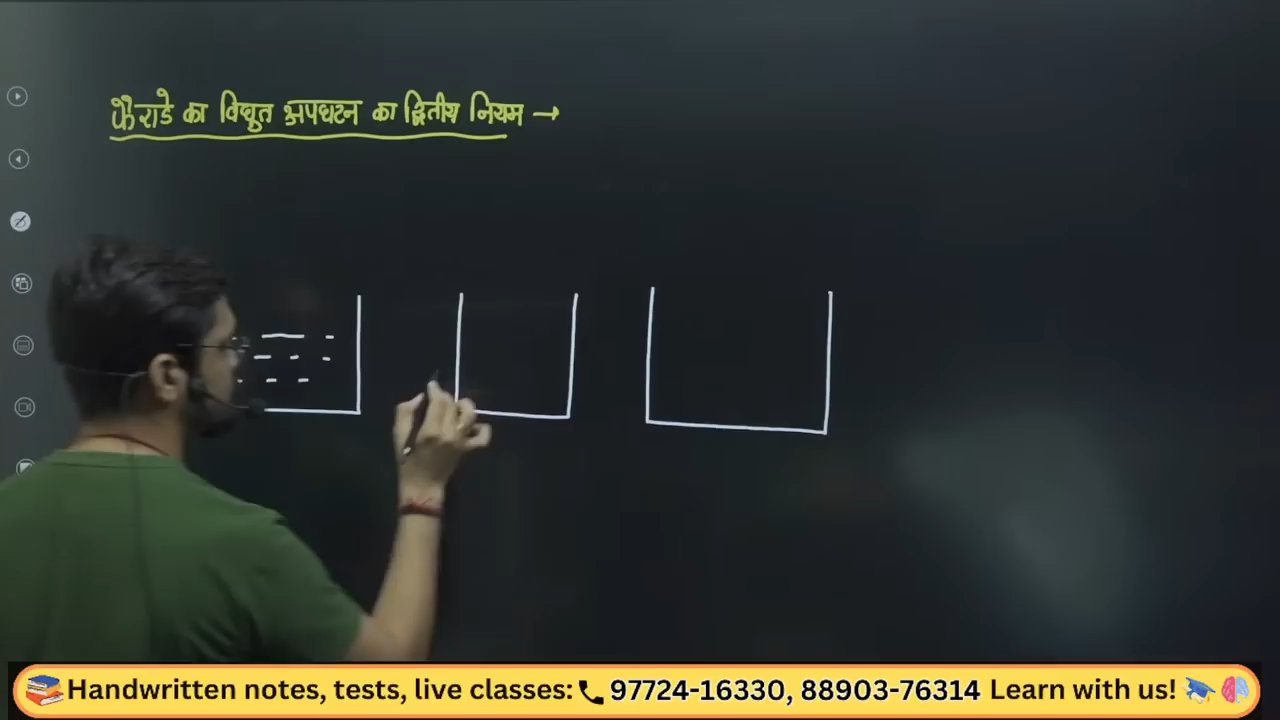 फैराडे का विद्युत अपघटन का द्वितीय नियम →
Handwritten notes, tests, live classes: 97724-16330, 88903-76314 Learn with us!